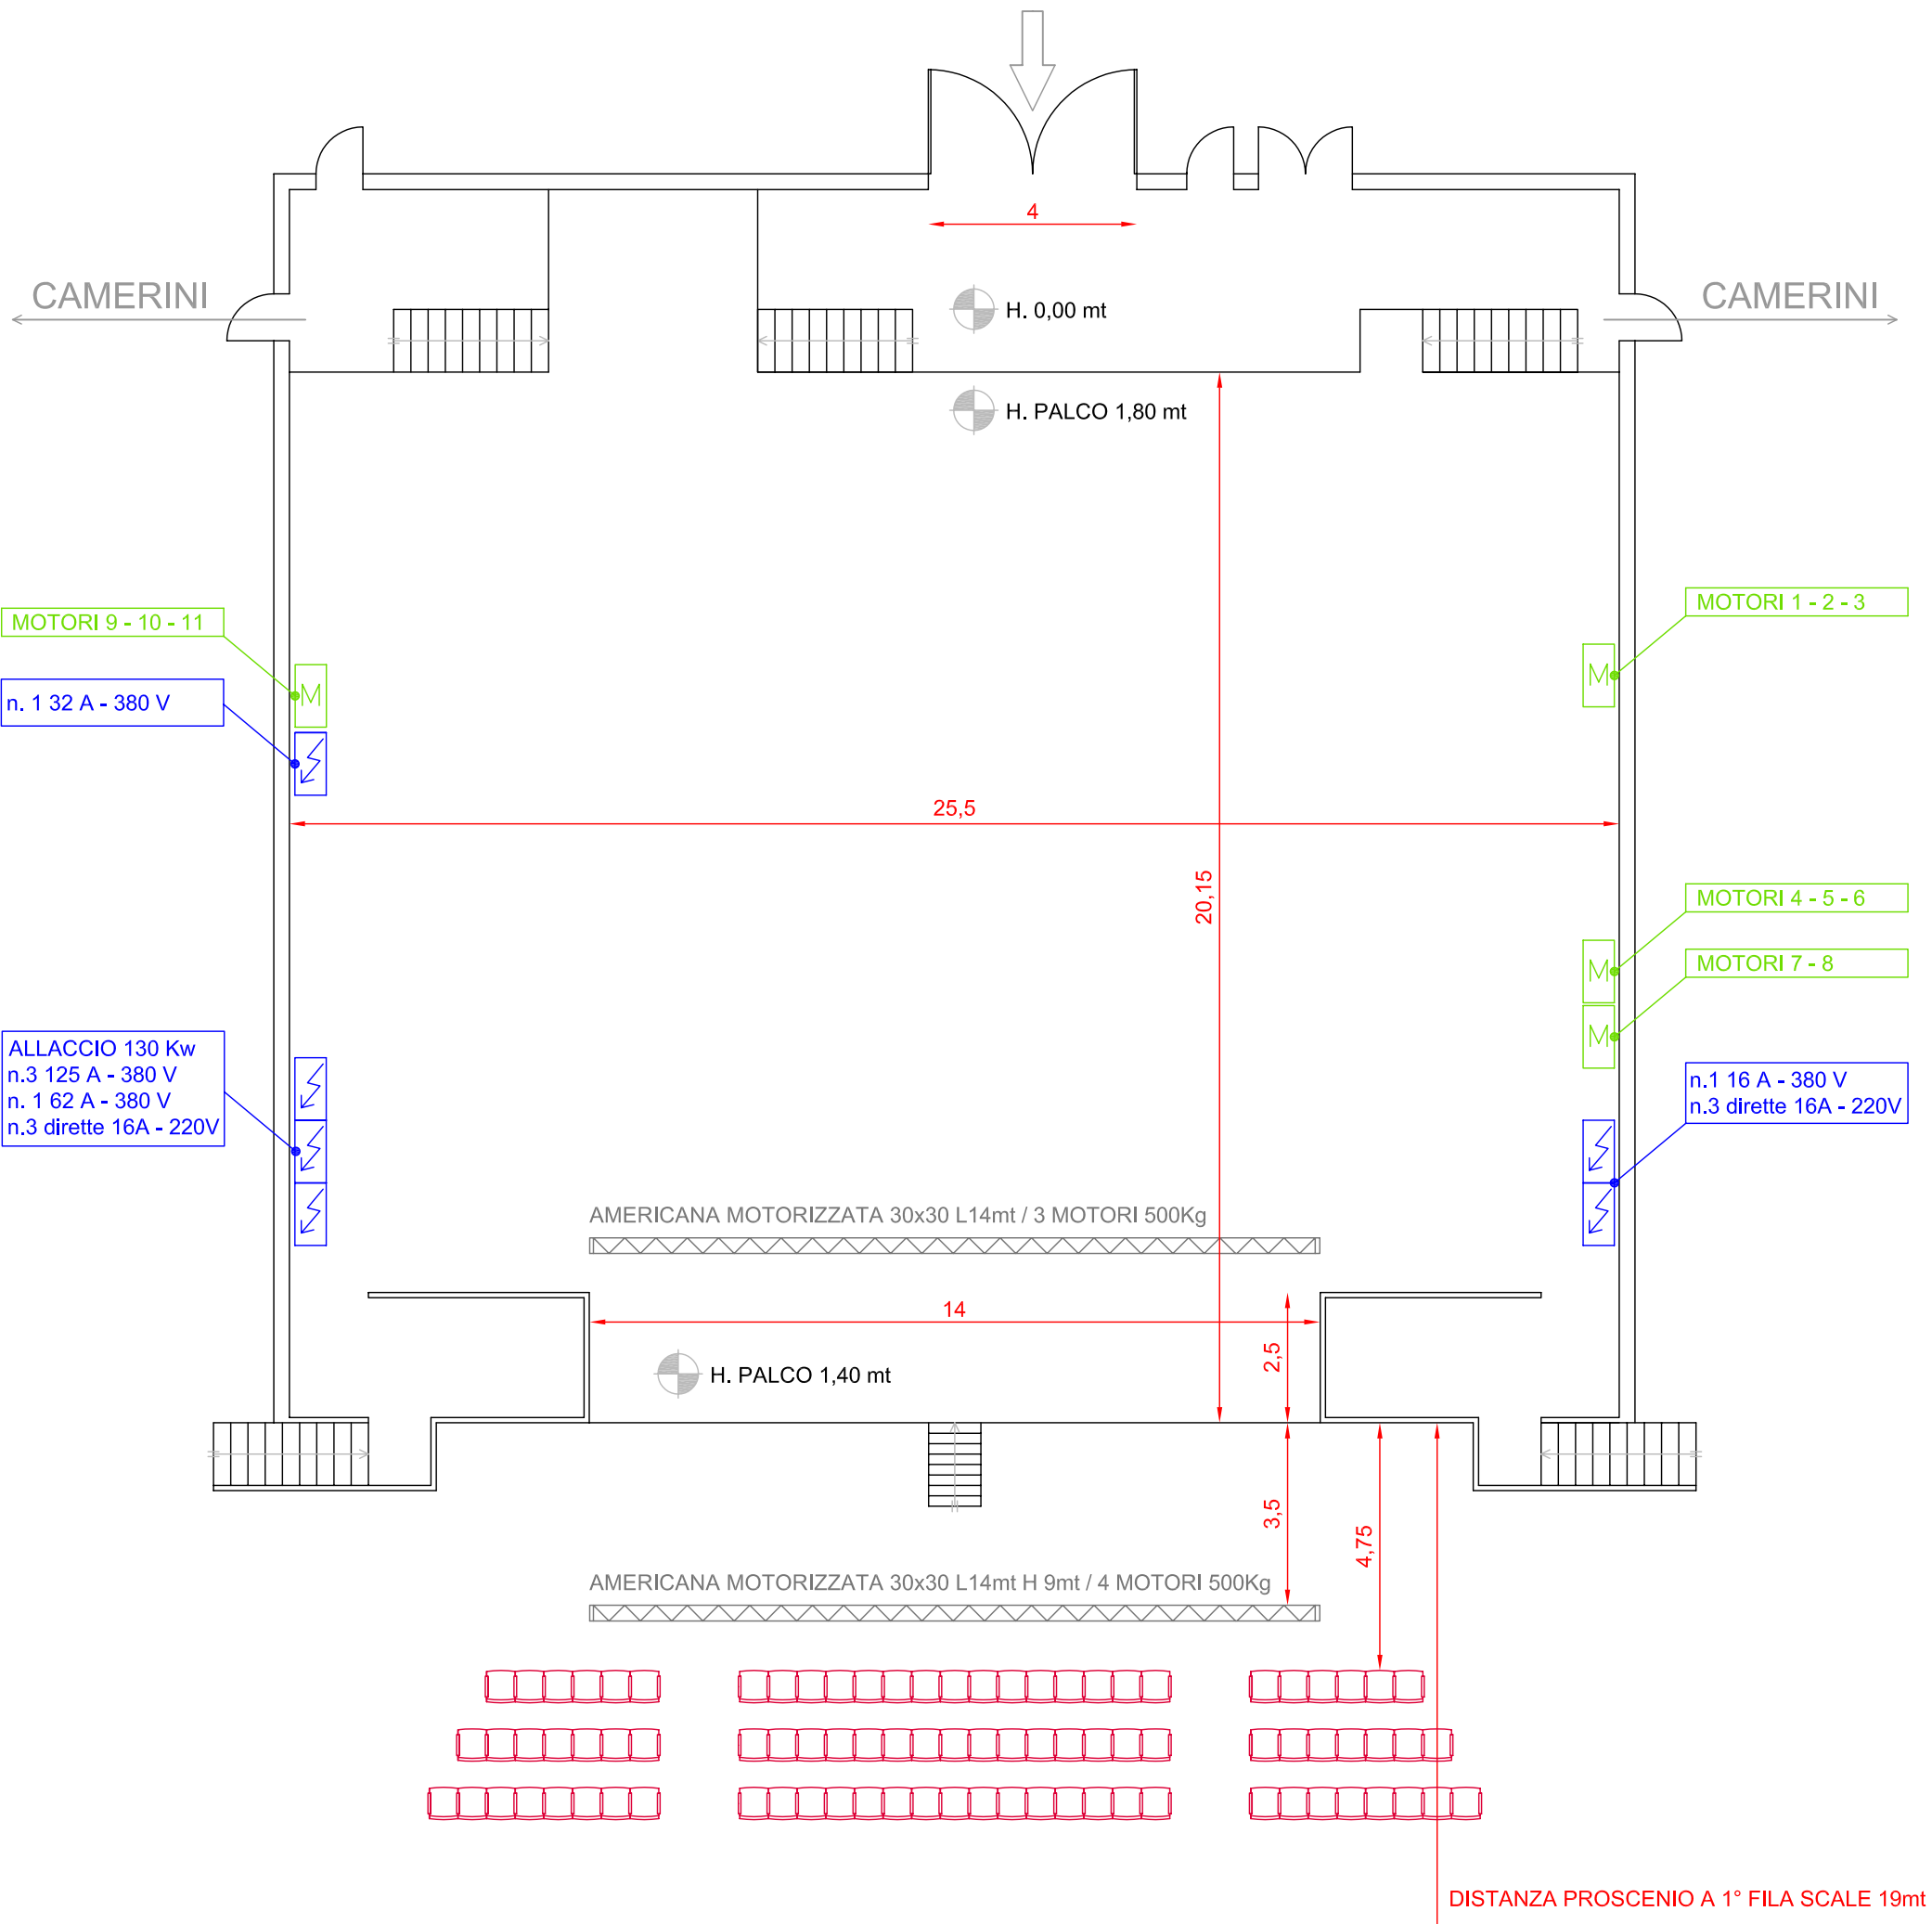 4
CAMERINI
CAMERINI
H. 0,00 mt
H. PALCO 1,80 mt
MOTORI 9 - 10 - 11
MOTORI 1 - 2 - 3
M
M
n. 1 32 A - 380 V
25,5
20,15
MOTORI 4 - 5 - 6
M
MOTORI 7 - 8
M
ALLACCIO 130 Kw
n.3 125 A - 380 V
n. 1 62 A - 380 V
n.3 dirette 16A - 220V
n.1 16 A - 380 V
n.3 dirette 16A - 220V
AMERICANA MOTORIZZATA 30x30 L14mt / 3 MOTORI 500Kg
14
2,5
H. PALCO 1,40 mt
3,5
4,75
AMERICANA MOTORIZZATA 30x30 L14mt H 9mt / 4 MOTORI 500Kg
DISTANZA PROSCENIO A 1° FILA SCALE 19mt